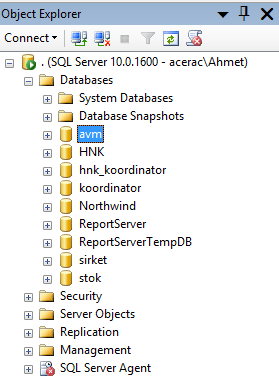 Object Explorer
Connect
. (SQL Server 10.0.1600 - acerac\Ahmet)
Databases
System Databases
Database Snapshots
avm
HNK
hnk_koordinator
koordinator
Northwind
ReportServer
ReportServerTempDB
sirket
stok
Security
Server Objects
Replication
Management
SQL Server Agent